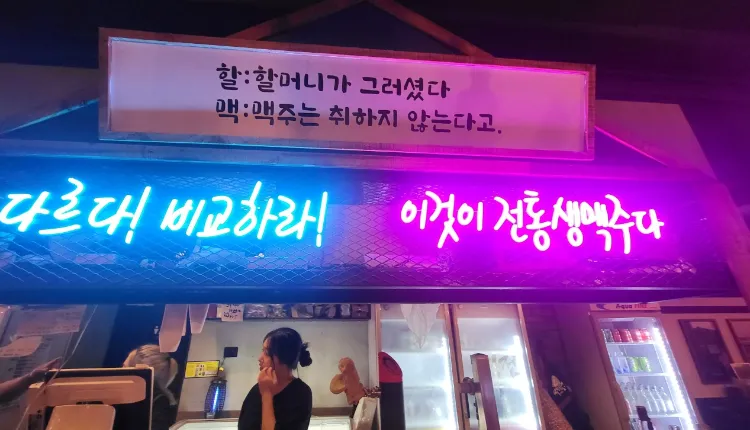 할:할머니가 그러셨다
맥:맥주는 취하지 않는다고.
다르다! 비교하라!
이것이 전통생맥주다